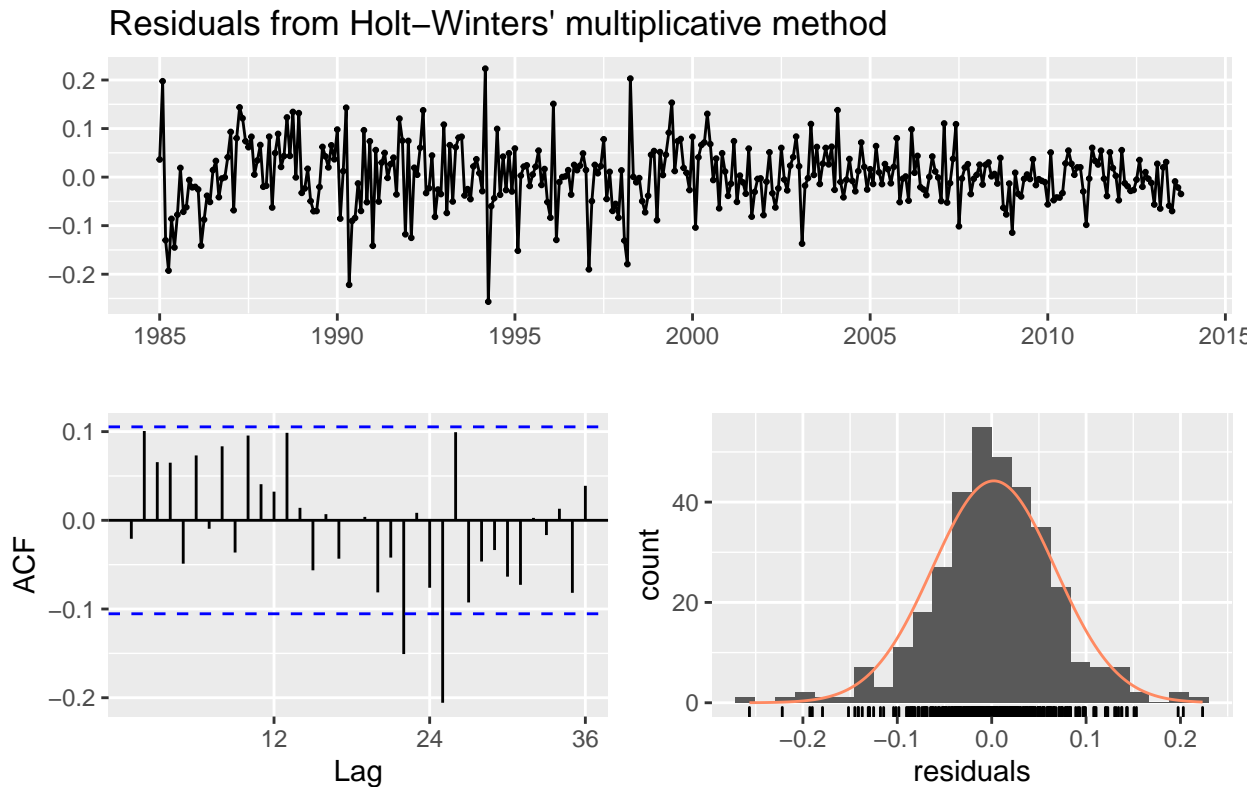 Residuals from Holt−Winters' multiplicative method
0.2
0.1
0.0
−0.1
−0.2
1985 1990 1995 2000 2005 2010 2015
0.1
0.0
−0.1
−0.2
ACF
12 24 36
Lag
40
20
0
count
−0.2 −0.1 0.0 0.1 0.2
residuals